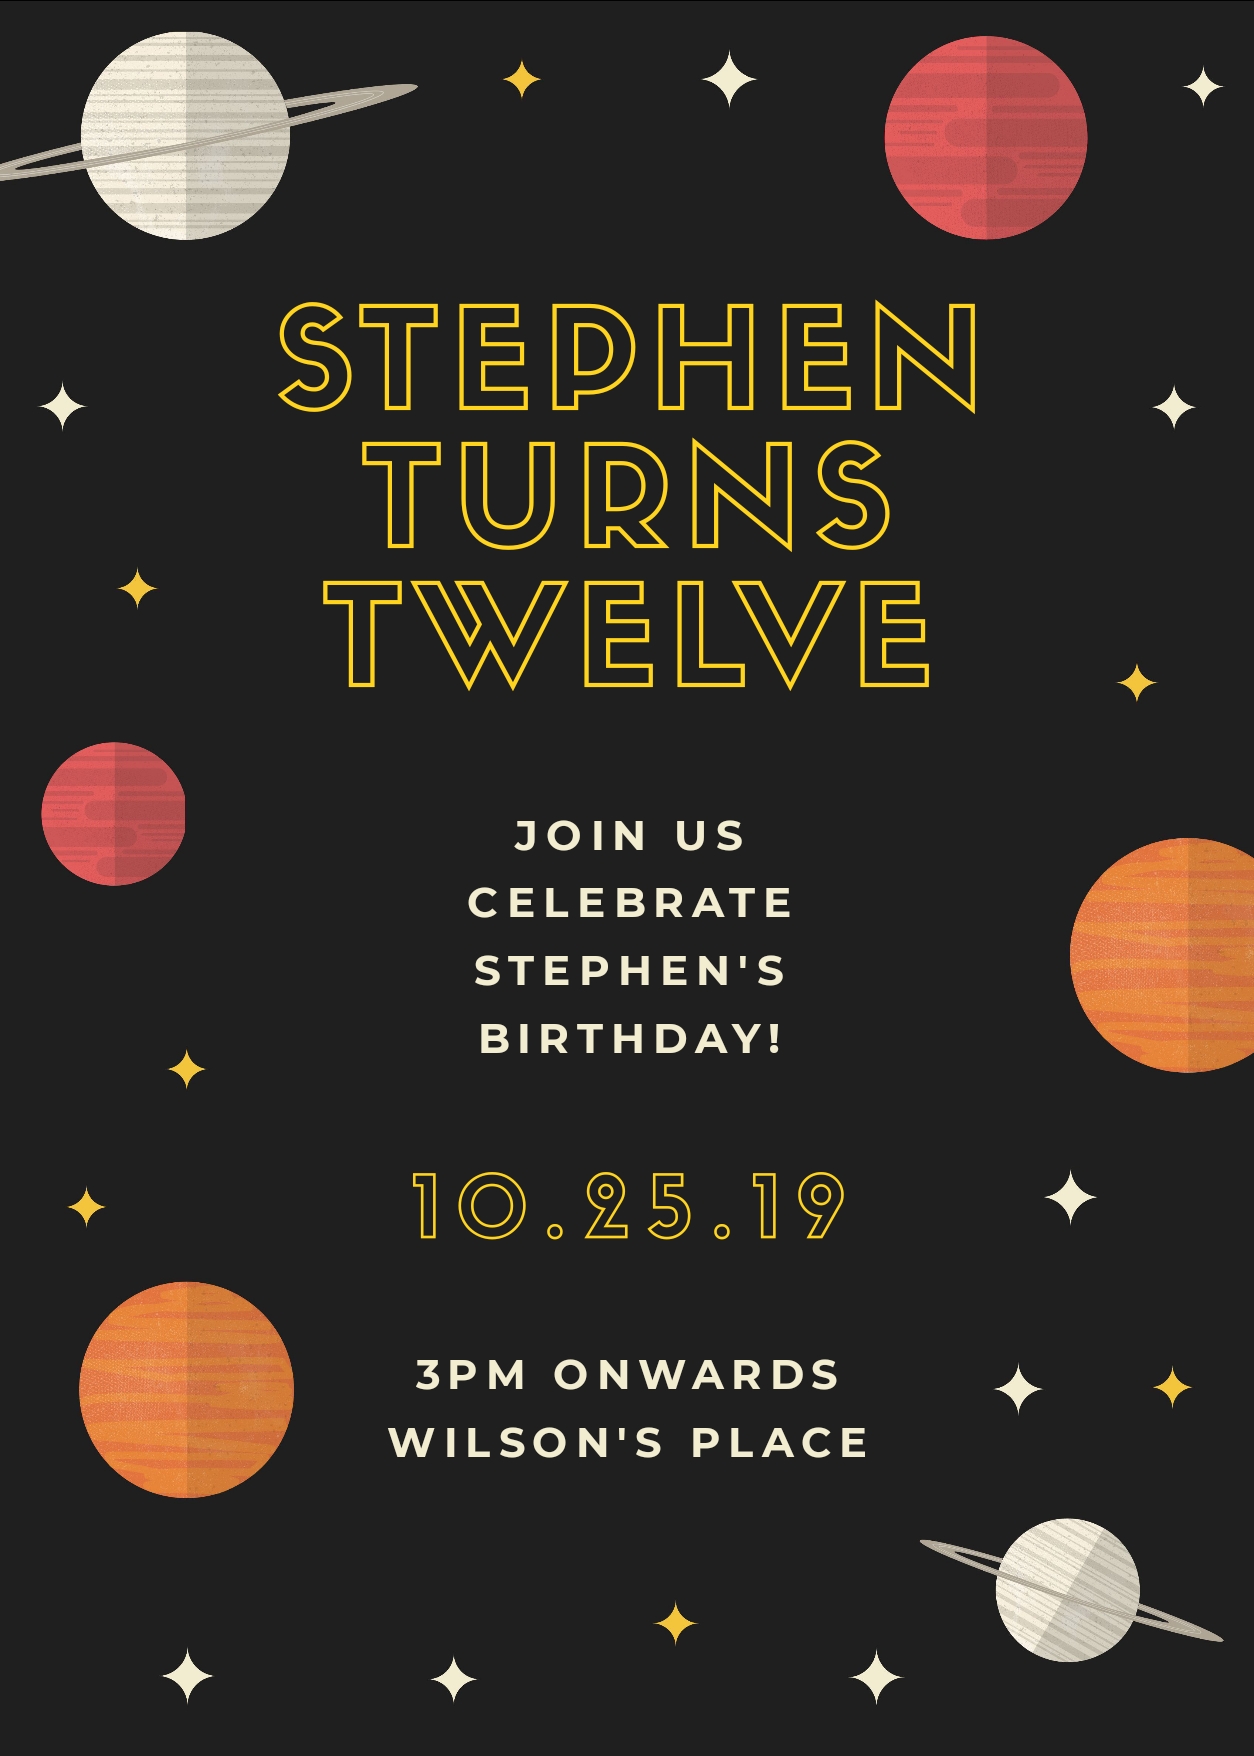 STEPHEN
TURNS
TWELVE
JOIN US
CELEBRATE
STEPHEN'S
BIRTHDAY!
10.25.19
3PM ONWARDS
WILSON'S PLACE